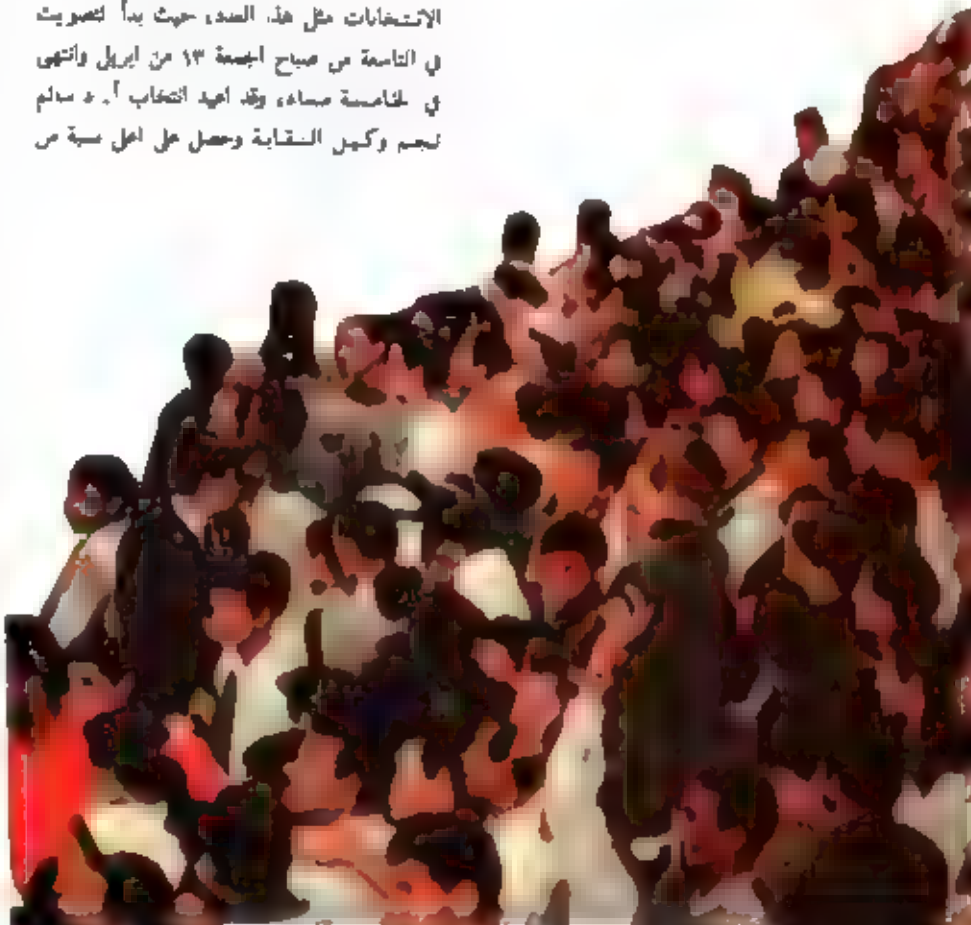 الانتخابات مثل هذا العدد، حيث بدأ التصويت
في التاسعة من صباح الجمعة ١٣ من ابريل وانتهى
في الخامسة مساء، وقد اعيد انتخاب أ. د سالم
نجم وكيل النقابة وحصل على اعلى نسبة من